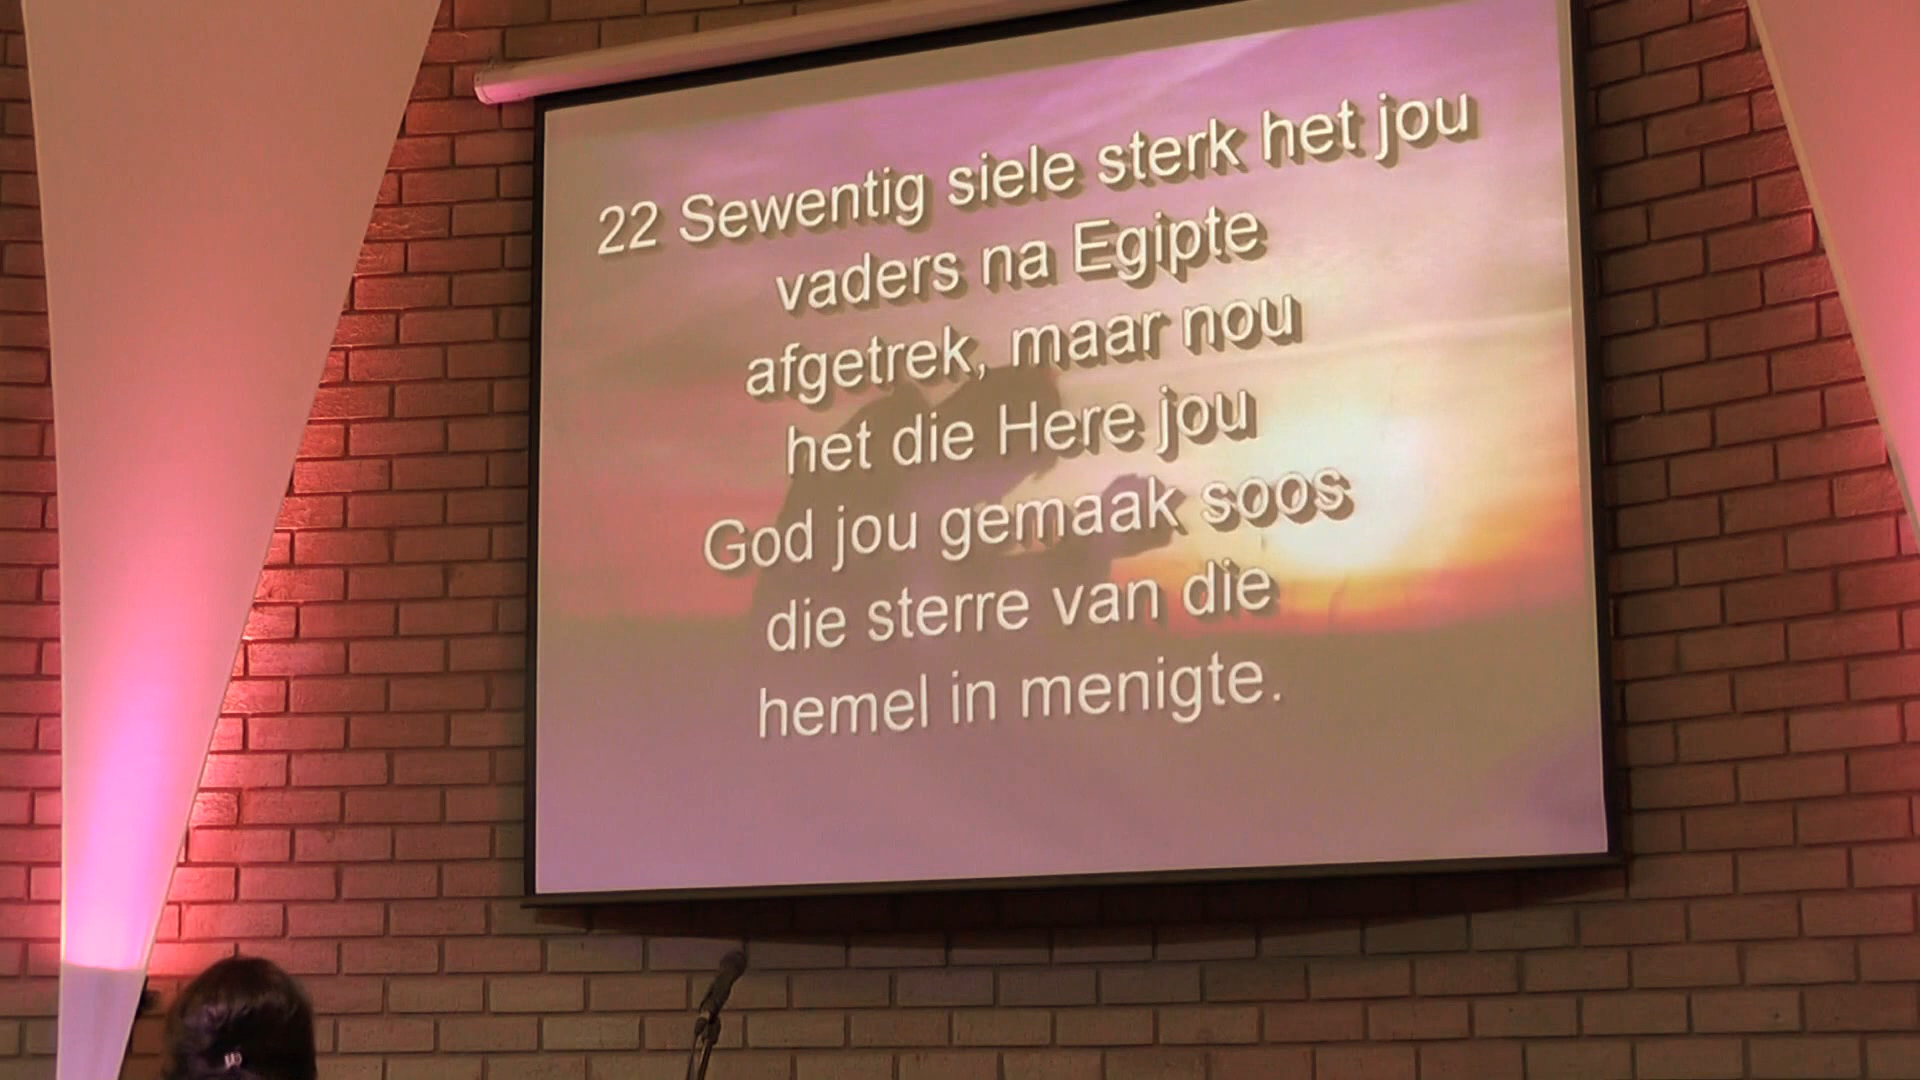 22 Sewentig siele sterk het jou
vaders na Egipte
afgetrek, maar nou
het die Here jou
God jou gemaak soos
die sterre van die
hemel in menigte.